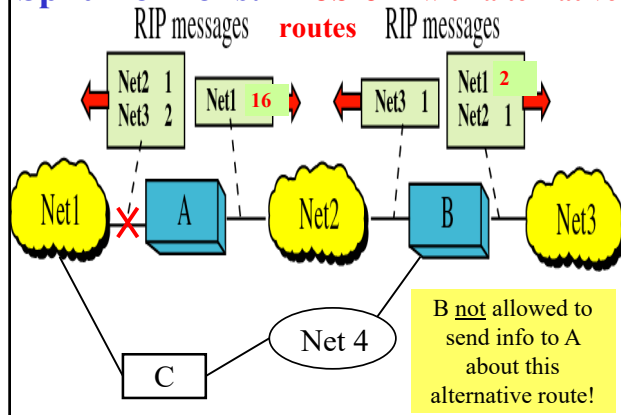 RIP messages routes RIP messages
Net2 1
Net3 2
Net1 16
Net3 1
Net1 2
Net2 1
Net1
A
Net2
B
Net3
Net 4
C
B not allowed to
send info to A
about this
alternative route!